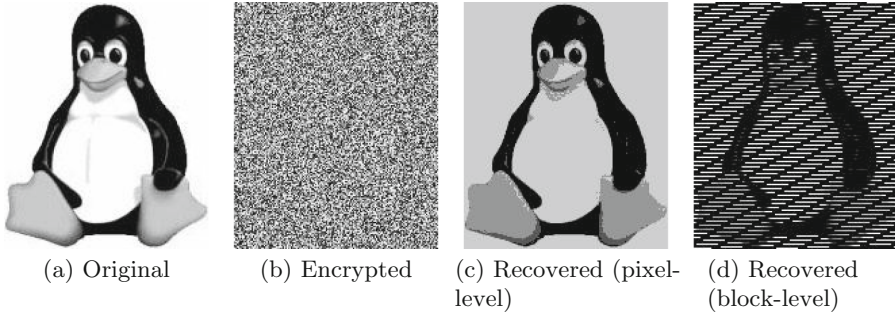 (a) Original
(b) Encrypted
(c) Recovered (pixel-
level)
(d) Recovered
(block-level)